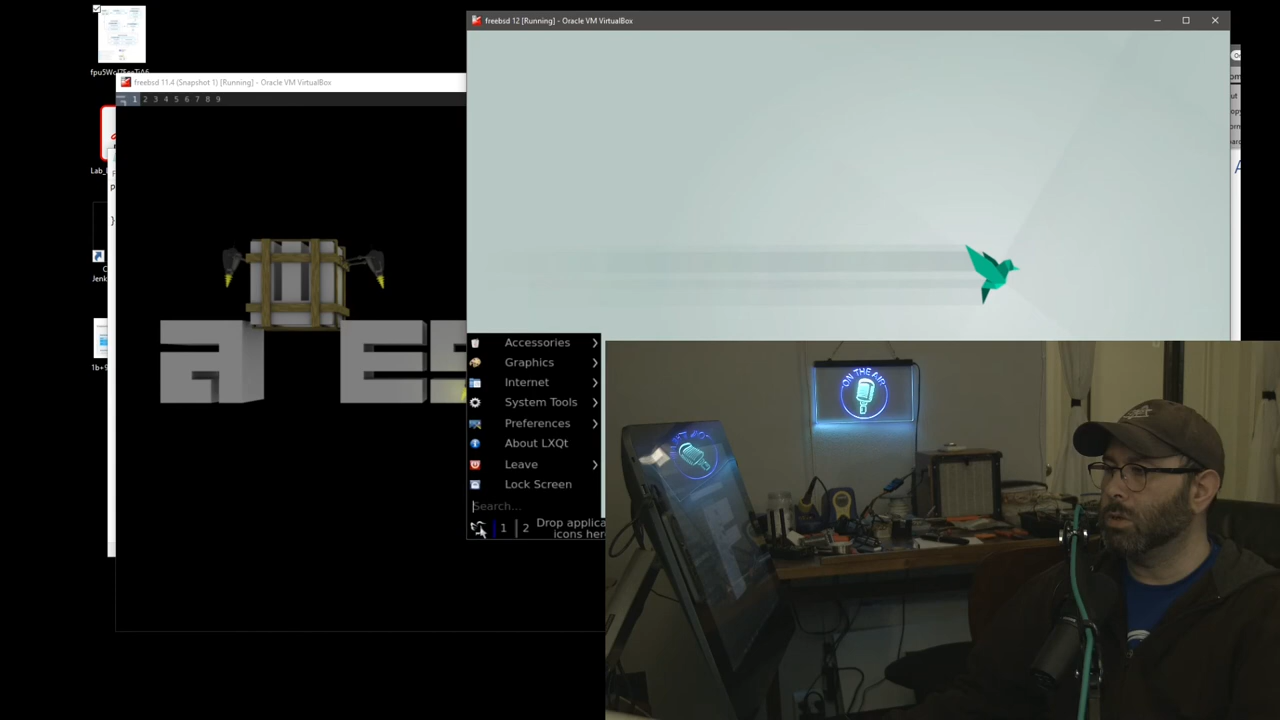 freebsd 12 [Running] - Oracle VM VirtualBox
freebsd 11.4 (Snapshot 1) [Running] - Oracle VM VirtualBox
1 2 3 4 5 6 7 8 9
Accessories
Graphics
Internet
System Tools
Preferences
About LXQt
Leave
Lock Screen
Search...
1 2
Drop applica
icons here
ON THE AIR
Jenk